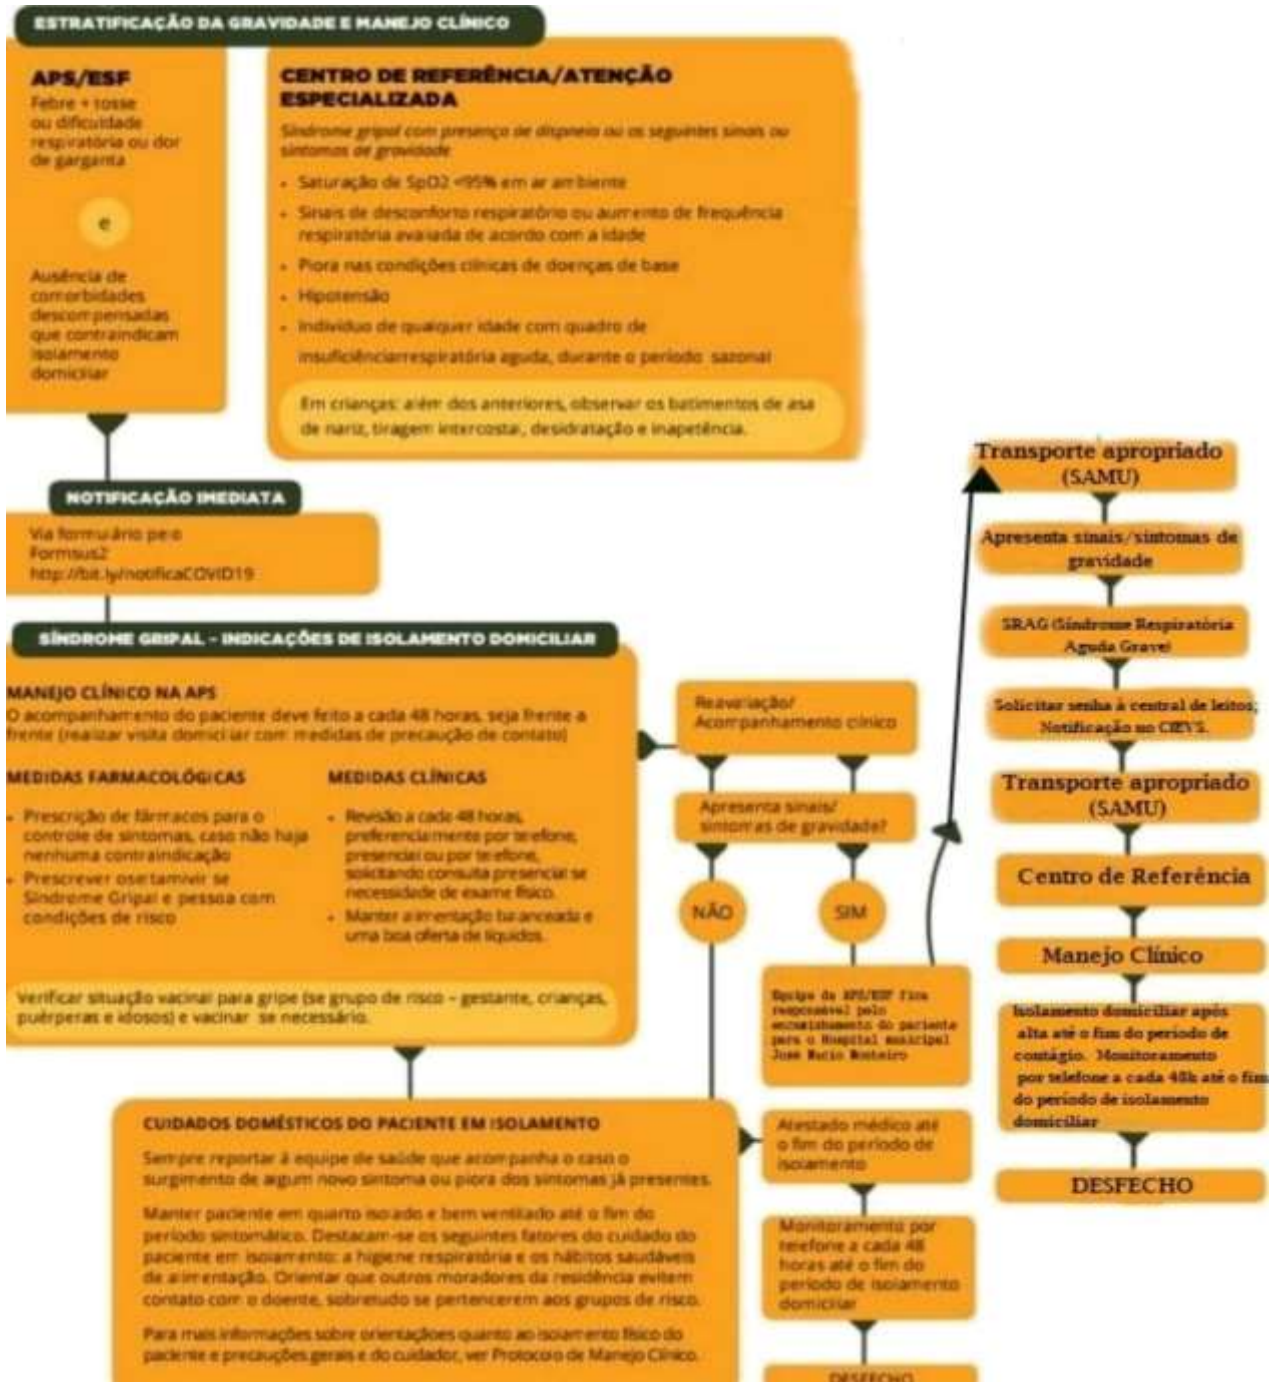 ESTRATIFICAÇÃO DA GRAVIDADE E MANEJO CLÍNICO
APS/ESF
Febre + tosse
ou dificuldade
respiratória ou dor
de garganta
e
Ausência de
comorbidades
descompensadas
que contraindicam
isolamento
domiciliar
CENTRO DE REFERÊNCIA/ATENÇÃO
ESPECIALIZADA
Síndrome gripal com presença de dispneia ou os seguintes sinais ou
sintomas de gravidade
• Saturação de SpO2 <95% em ar ambiente
• Sinais de desconforto respiratório ou aumento de frequência
respiratória avaliada de acordo com a idade
• Piora nas condições clínicas de doenças de base
• Hipotensão
• Indivíduo de qualquer idade com quadro de
insuficiênciarrespiratória aguda, durante o período sazonal
Em crianças: além dos anteriores, observar os batimentos de asa
de nariz, tiragem intercostal, desidratação e inapetência.
NOTIFICAÇÃO IMEDIATA
Via formulário pelo
Formsus2
http://bit.ly/notificaCOVID19
SÍNDROME GRIPAL - INDICAÇÕES DE ISOLAMENTO DOMICILIAR
MANEJO CLÍNICO NA APS
O acompanhamento do paciente deve feito a cada 48 horas, seja frente a
frente (realizar visita domiciliar com medidas de precaução de contato)
MEDIDAS FARMACOLÓGICAS
• Prescrição de fármacos para o
controle de sintomas, caso não haja
nenhuma contraindicação
• Prescrever oseltamivir se
Síndrome Gripal e pessoa com
condições de risco
MEDIDAS CLÍNICAS
• Revisão a cada 48 horas,
preferencialmente por telefone,
presencial ou por telefone,
solicitando consulta presencial se
necessidade de exame físico.
• Manter alimentação balanceada e
uma boa oferta de líquidos.
Verificar situação vacinal para gripe (se grupo de risco – gestante, crianças,
puérperas e idosos) e vacinar se necessário.
Reavaliação/
Acompanhamento clínico
Apresenta sinais/
sintomas de gravidade?
NÃO
SIM
Equipe da APS/ESF fica
responsável pelo
encaminhamento do paciente
para o Hospital municipal
José Mucio Monteiro
CUIDADOS DOMÉSTICOS DO PACIENTE EM ISOLAMENTO
Sempre reportar à equipe de saúde que acompanha o caso o
surgimento de algum novo sintoma ou piora dos sintomas já presentes.
Manter paciente em quarto isolado e bem ventilado até o fim do
período sintomático. Destacam-se os seguintes fatores do cuidado do
paciente em isolamento: a higiene respiratória e os hábitos saudáveis
de alimentação. Orientar que outros moradores da residência evitem
contato com o doente, sobretudo se pertencerem aos grupos de risco.
Para mais informações sobre orientações quanto ao isolamento físico do
paciente e precauções gerais e do cuidador, ver Protocolo de Manejo Clínico.
Atestado médico até
o fim do período de
isolamento
Monitoramento por
telefone a cada 48
horas até o fim do
período de isolamento
domiciliar
DESFECHO
Transporte apropriado
(SAMU)
Apresenta sinais/sintomas de
gravidade
SRAG (Síndrome Respiratória
Aguda Grave)
Solicitar senha à central de leitos;
Notificação no CIEVS.
Transporte apropriado
(SAMU)
Centro de Referência
Manejo Clínico
Isolamento domiciliar após
alta até o fim do período de
contágio. Monitoramento
por telefone a cada 48h até o fim
do período de isolamento
domiciliar
DESFECHO